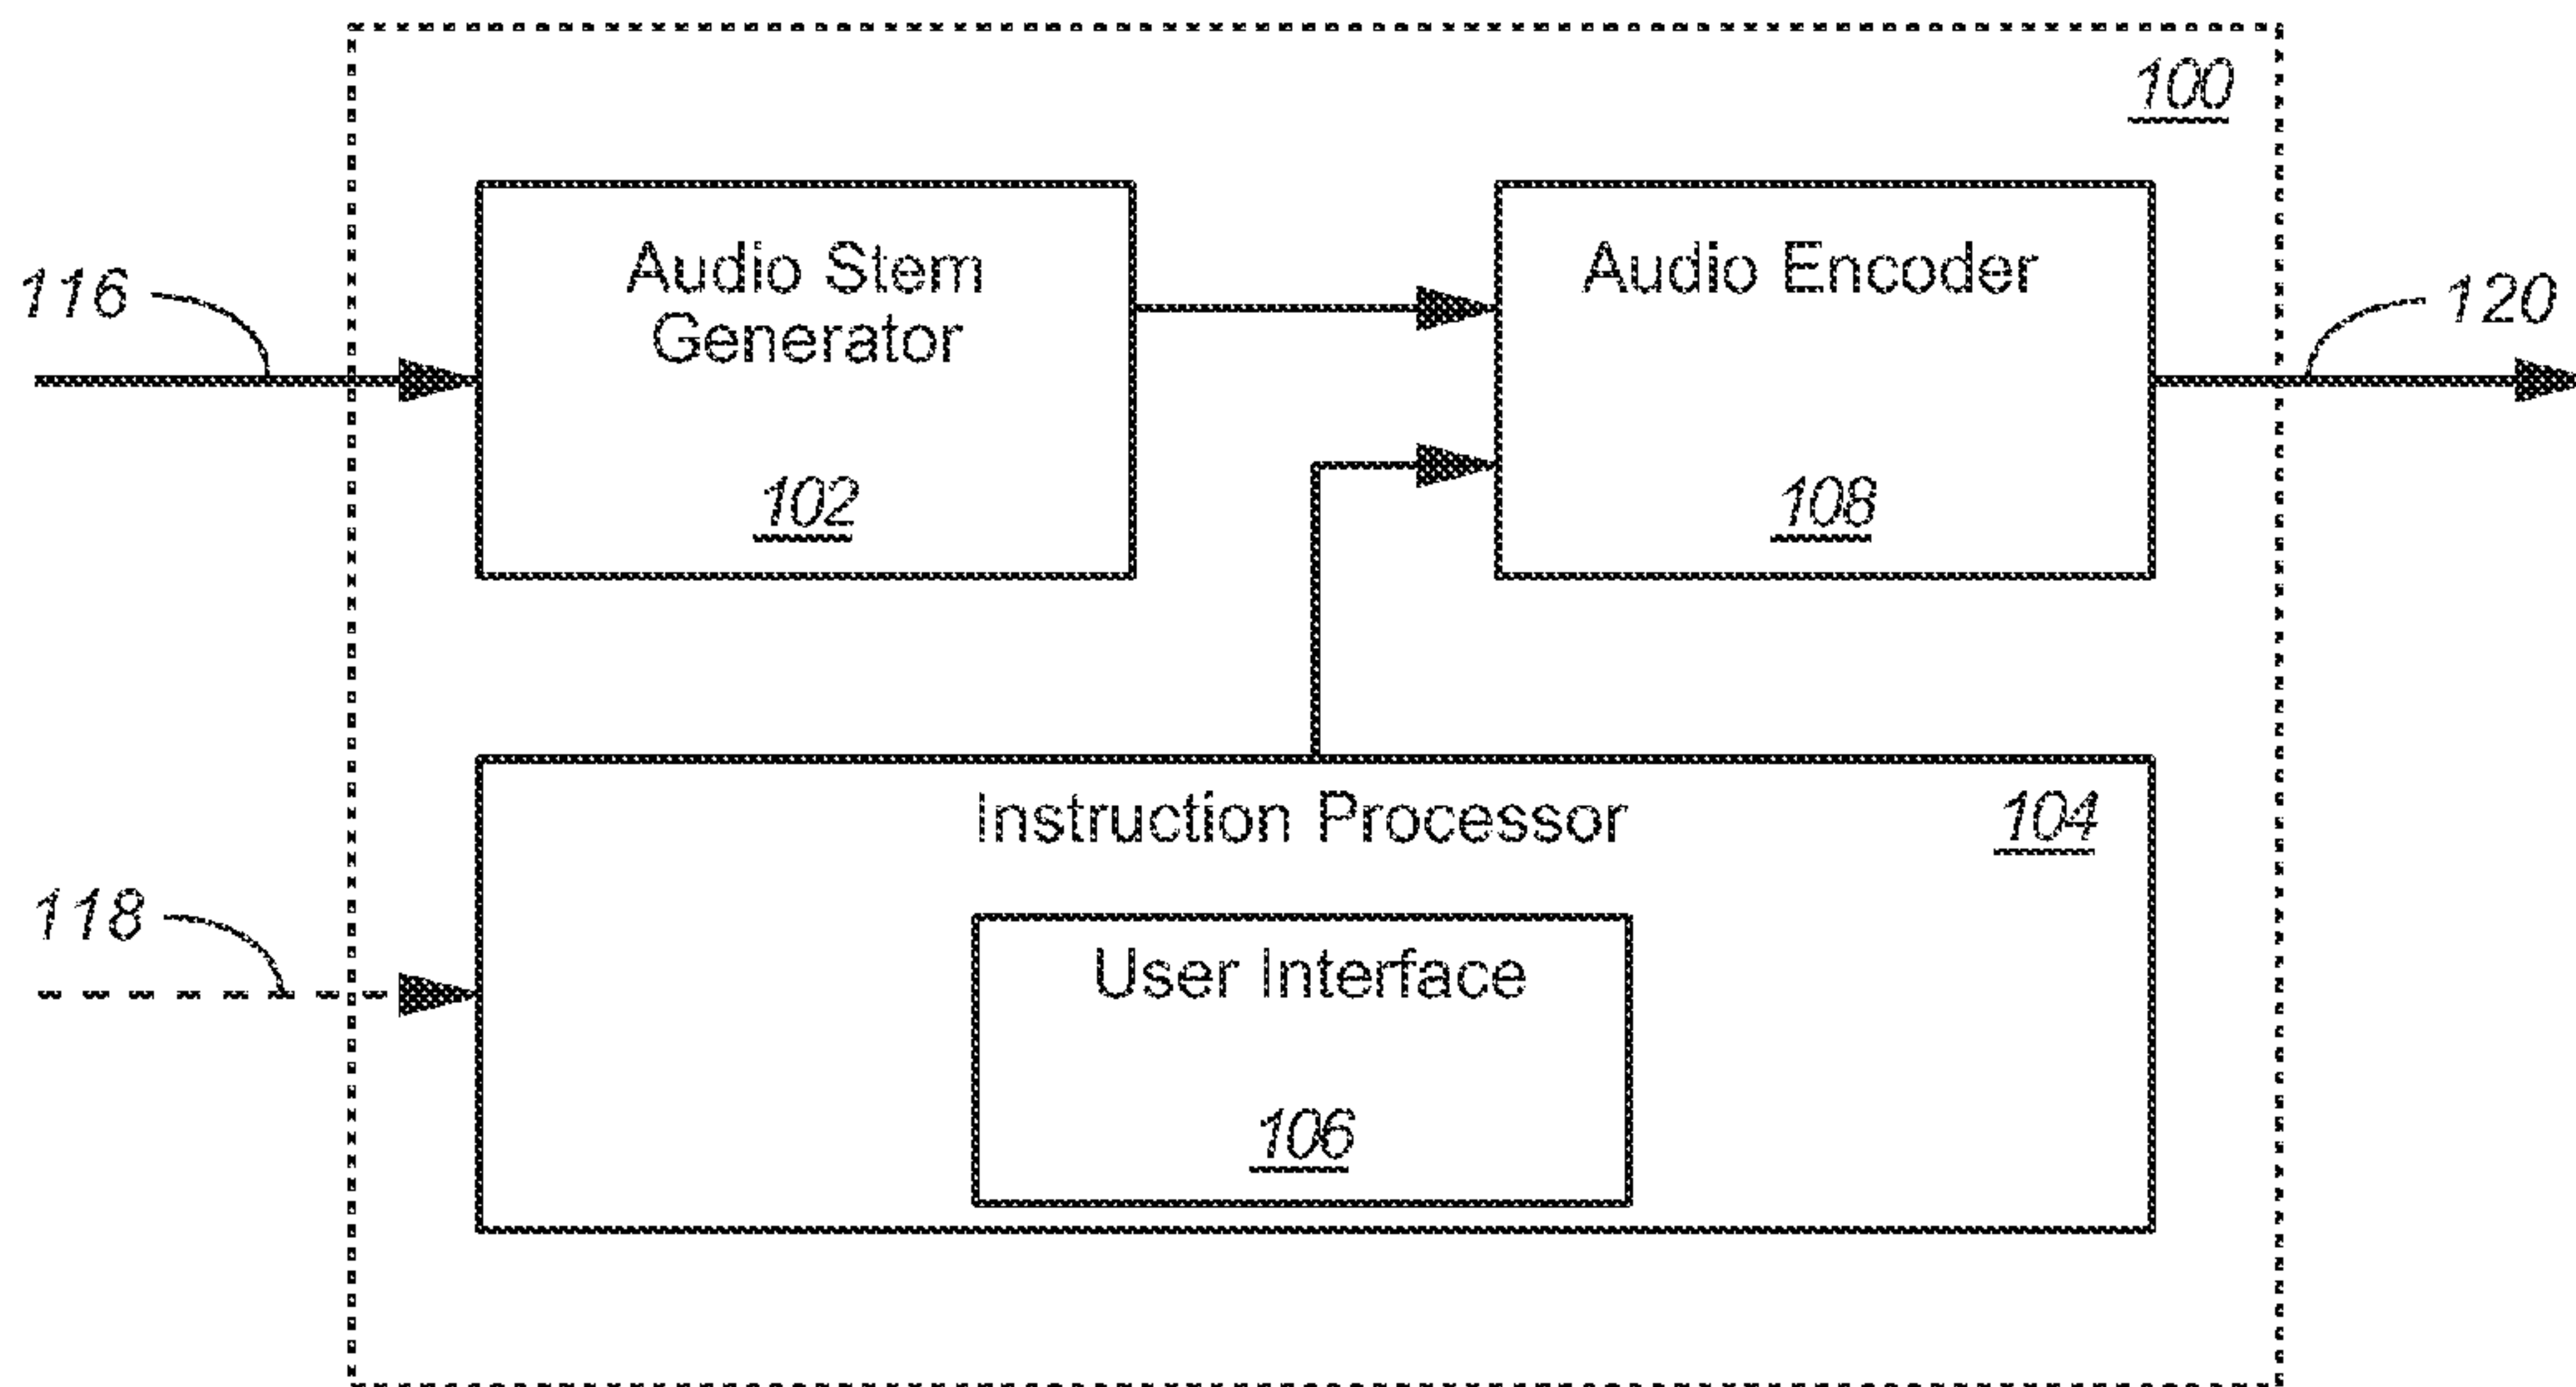 100
Audio Stem
Generator
102
Audio Encoder
108
116
120
Instruction Processor
104
118
User Interface
106